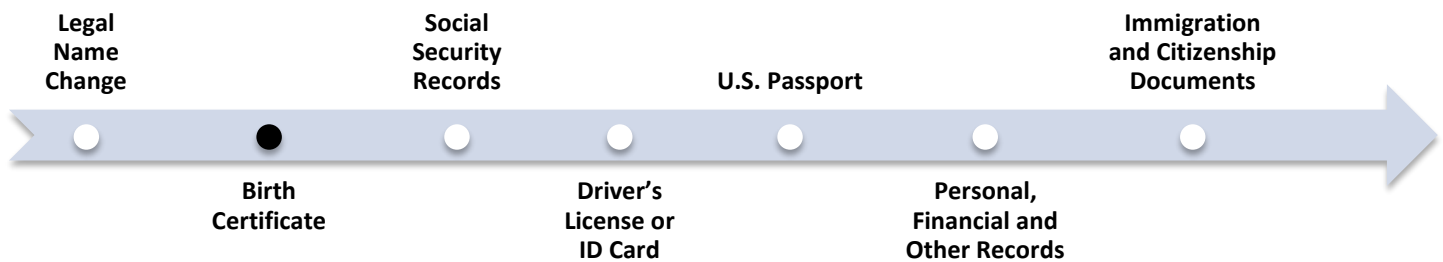 Legal
Name
Change
Birth
Certificate
Social
Security
Records
Driver's
License or
ID Card
U.S. Passport
Personal,
Financial and
Other Records
Immigration
and Citizenship
Documents